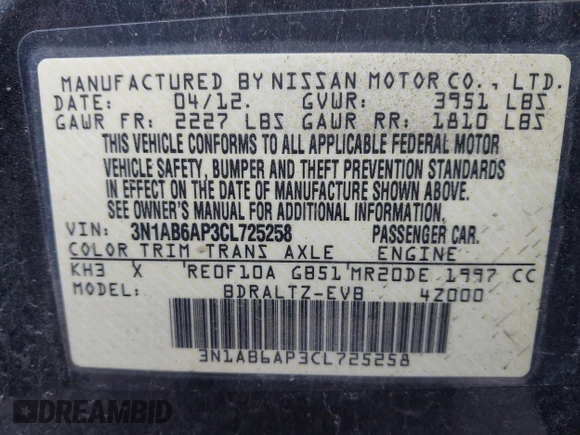 MANUFACTURED BY NISSAN MOTOR CO., LTD.
DATE: 04/12. GVWR: 3951 LBS
GAWR FR: 2227 LBS GAWR RR: 1810 LBS
THIS VEHICLE CONFORMS TO ALL APPLICABLE FEDERAL MOTOR
VEHICLE SAFETY, BUMPER AND THEFT PREVENTION STANDARDS
IN EFFECT ON THE DATE OF MANUFACTURE SHOWN ABOVE.
SEE OWNER'S MANUAL FOR ADDITIONAL INFORMATION.
VIN: 3N1AB6AP3CL725258 PASSENGER CAR.
COLOR TRIM TRANS AXLE ENGINE
KH3 X 'RE0F10A GB51'MR20DE 1997 CC
MODEL: BDRALTZ-EVB 4Z000
3N1AB6AP3CL725258
DREAMBID